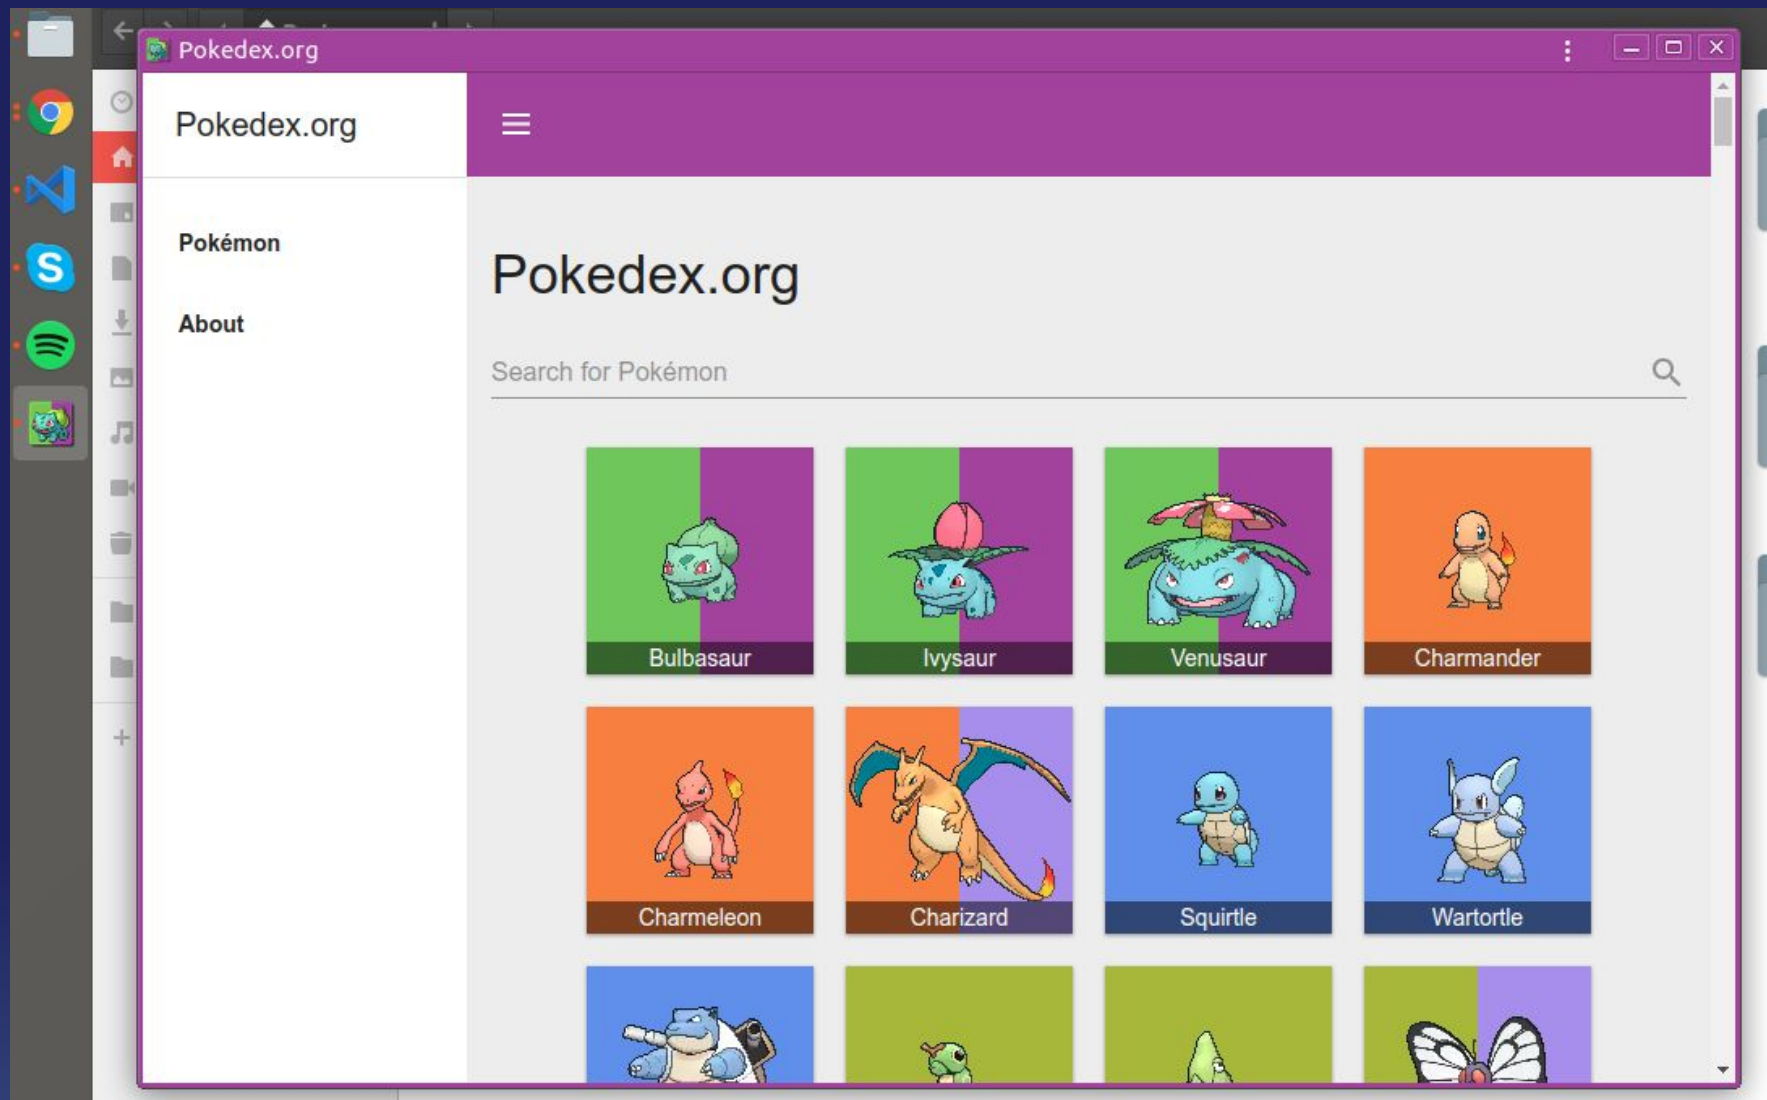 Pokedex.org
Pokedex.org
Pokémon
About
Pokedex.org
Search for Pokémon
Bulbasaur
Ivysaur
Venusaur
Charmander
Charmeleon
Charizard
Squirtle
Wartortle